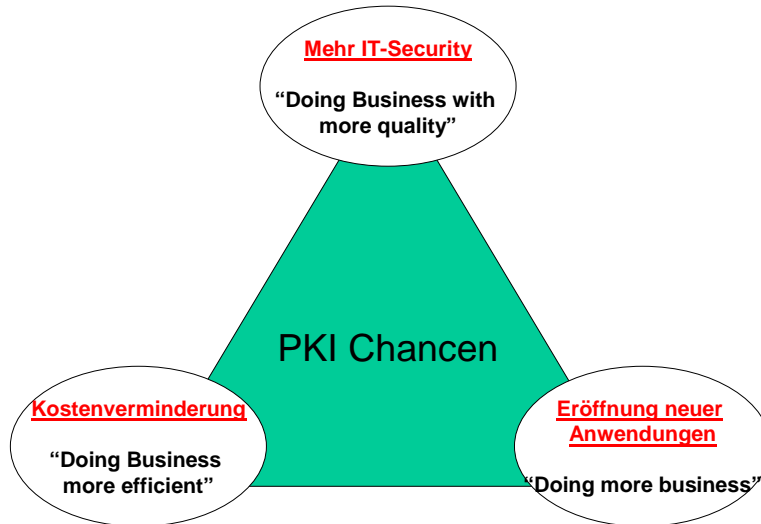 Mehr IT-Security
“Doing Business with
more quality”
PKI Chancen
Kostenverminderung
“Doing Business
more efficient”
Eröffnung neuer
Anwendungen
“Doing more business”